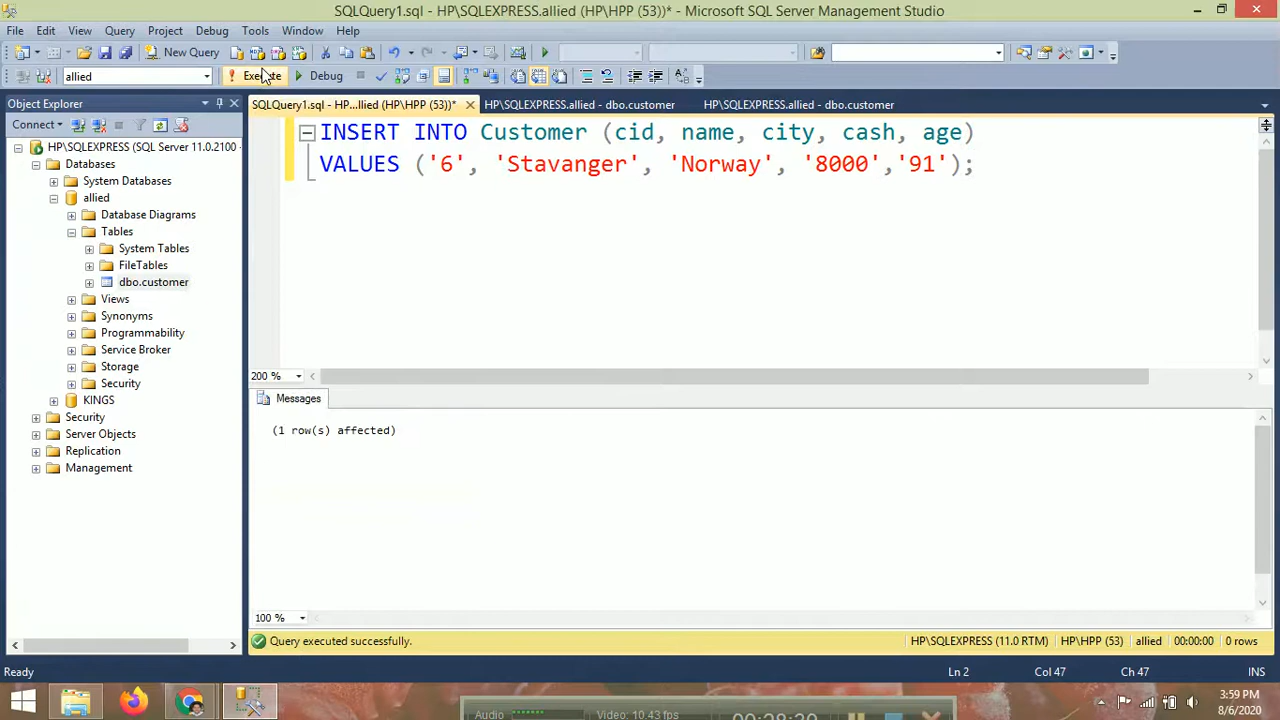 SQLQuery1.sql - HP\SQLEXPRESS.allied (HP\HPP (53))* - Microsoft SQL Server Management Studio
File Edit View Query Project Debug Tools Window Help
New Query
allied Execute Debug
Object Explorer
SQLQuery1.sql - HP...llied (HP\HPP (53))* HP\SQLEXPRESS.allied - dbo.customer HP\SQLEXPRESS.allied - dbo.customer
Connect
HP\SQLEXPRESS (SQL Server 11.0.2100
Databases
System Databases
allied
Database Diagrams
Tables
System Tables
FileTables
dbo.customer
Views
Synonyms
Programmability
Service Broker
Storage
Security
KINGS
Security
Server Objects
Replication
Management
INSERT INTO Customer (cid, name, city, cash, age)
VALUES ('6', 'Stavanger', 'Norway', '8000','91');
200 %
Messages
(1 row(s) affected)
100 %
Query executed successfully. HP\SQLEXPRESS (11.0 RTM) HP\HPP (53) allied 00:00:00 0 rows
Ready Ln 2 Col 47 Ch 47 INS
Audio Video: 10.43 fps
3:59 PM
8/6/2020